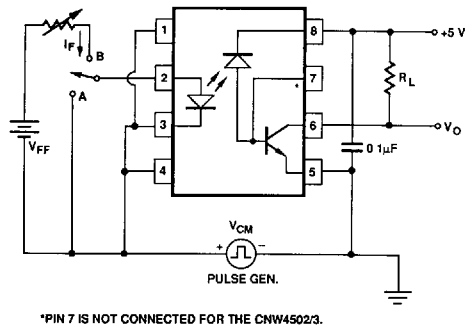 1
8
+5 V
I_F
B
2
7
*
R_L
A
3
6
V_O
V_FF
4
5
0 1µF
V_CM
+
−
PULSE GEN.
*PIN 7 IS NOT CONNECTED FOR THE CNW4502/3.